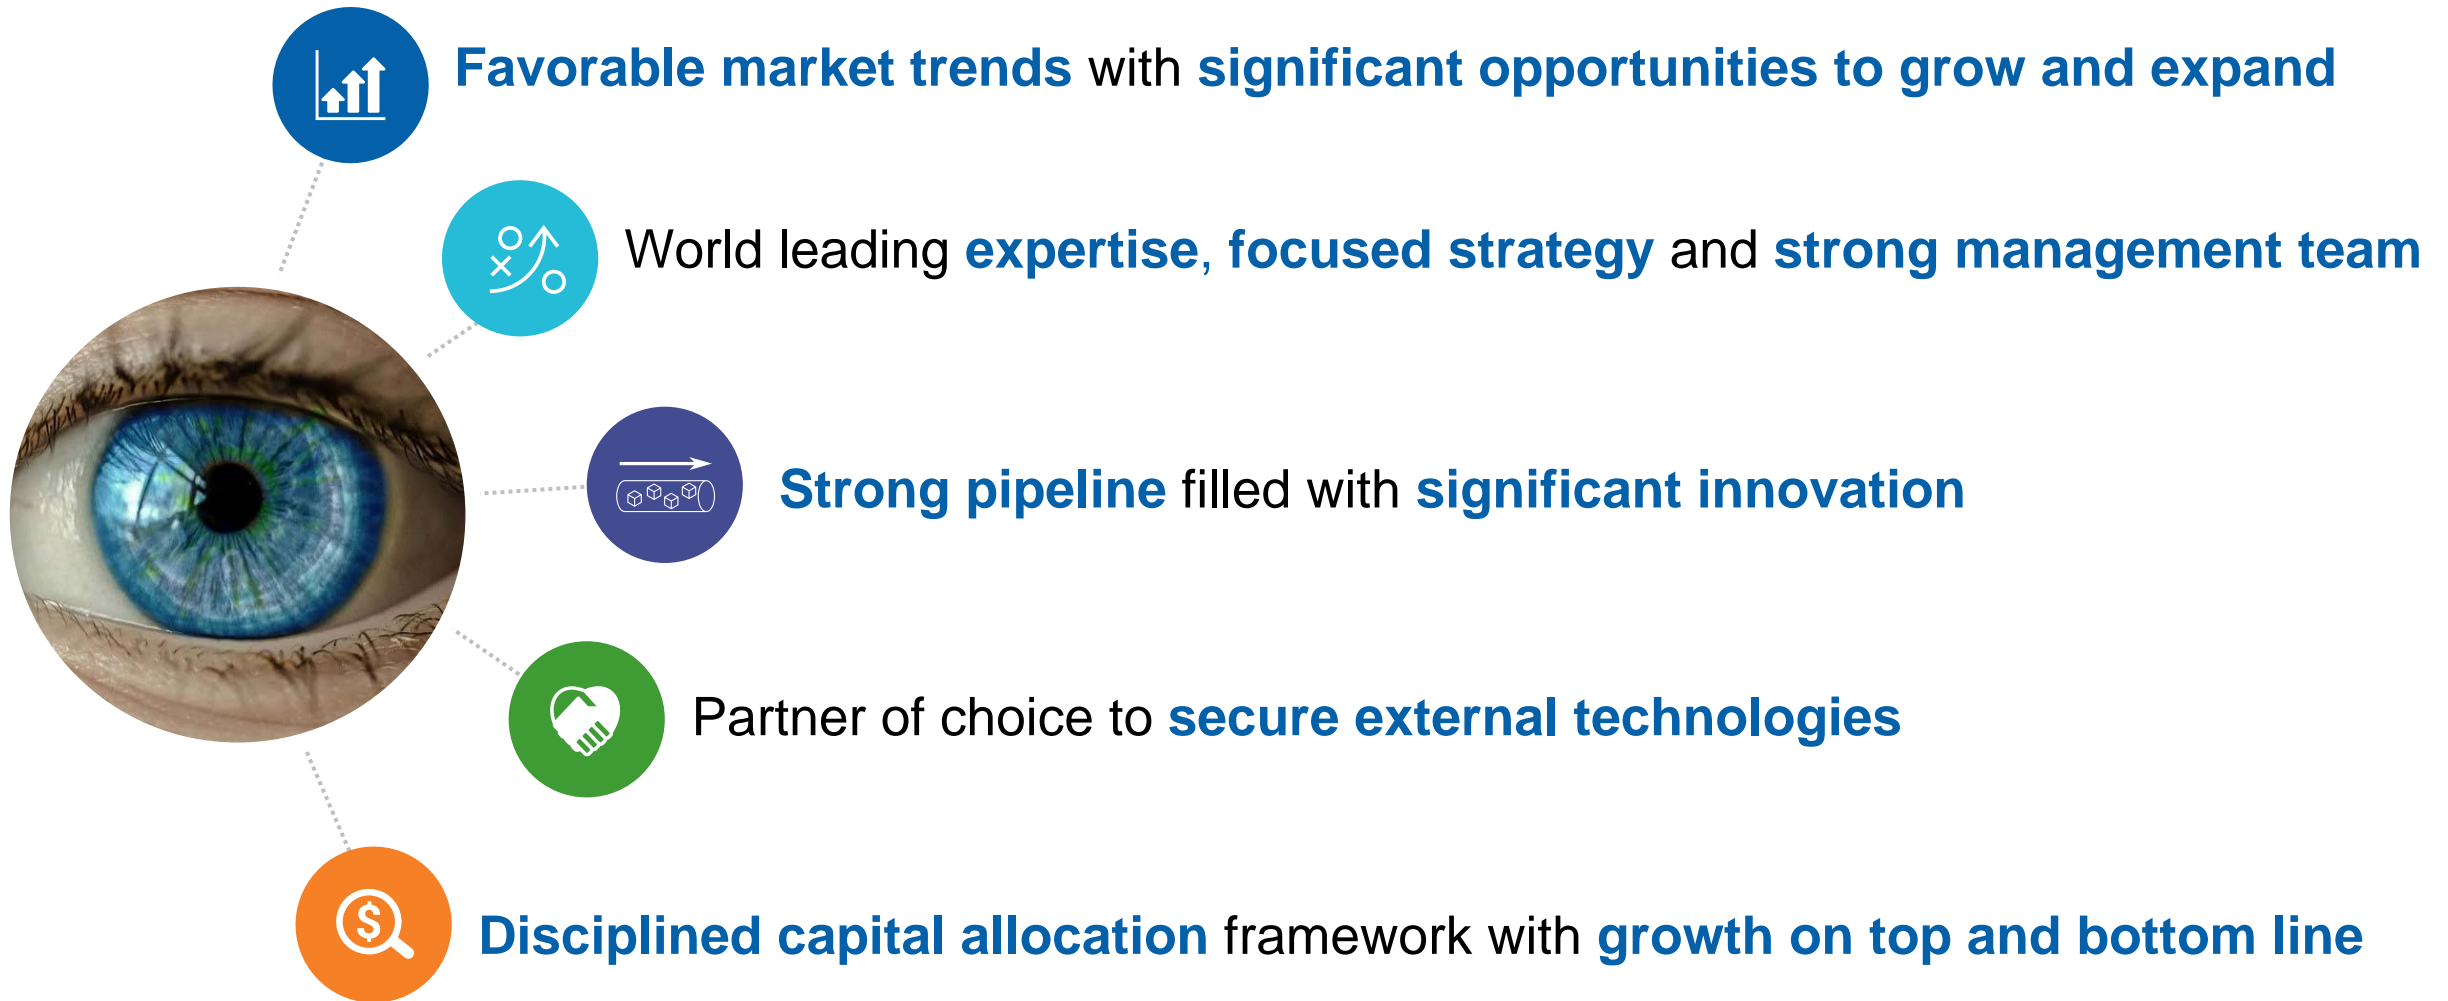 Favorable market trends with significant opportunities to grow and expand
World leading expertise, focused strategy and strong management team
Strong pipeline filled with significant innovation
Partner of choice to secure external technologies
$
Disciplined capital allocation framework with growth on top and bottom line